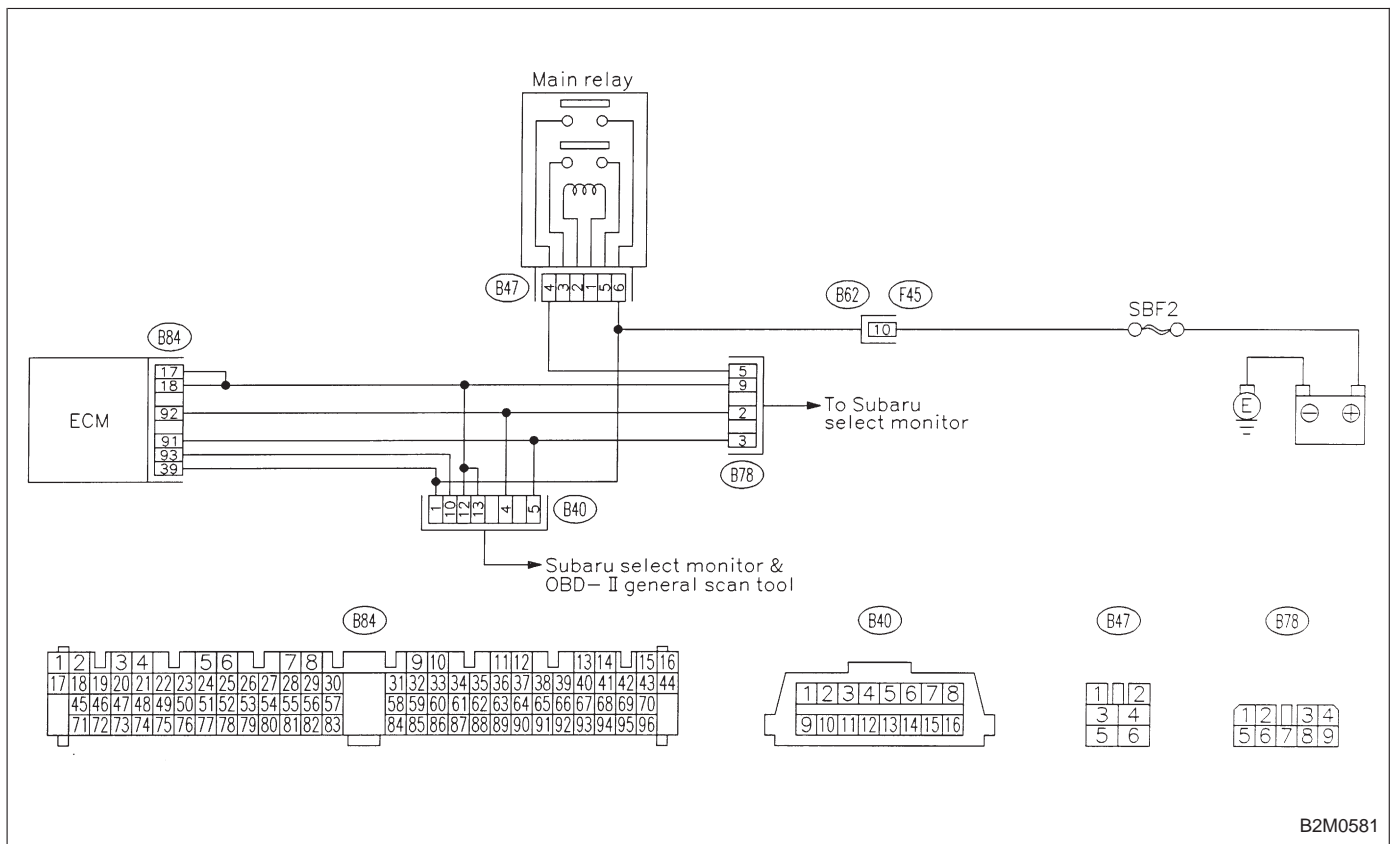 Main relay
B47
4 3 2 1 5 6
B62 F45
10
SBF2
E
⊖ ⊕
B84
ECM
17
18
92
91
93
39
5
9
2
3
To Subaru
select monitor
B78
1 10 12 13 4 5
B40
Subaru select monitor &
OBD-II general scan tool
B84
1 2 3 4 5 6 7 8 9 10 11 12 13 14 15 16
17 18 19 20 21 22 23 24 25 26 27 28 29 30 31 32 33 34 35 36 37 38 39 40 41 42 43 44
45 46 47 48 49 50 51 52 53 54 55 56 57 58 59 60 61 62 63 64 65 66 67 68 69 70
71 72 73 74 75 76 77 78 79 80 81 82 83 84 85 86 87 88 89 90 91 92 93 94 95 96
B40
1 2 3 4 5 6 7 8
9 10 11 12 13 14 15 16
B47
1 2
3 4
5 6
B78
1 2 3 4
5 6 7 8 9
B2M0581